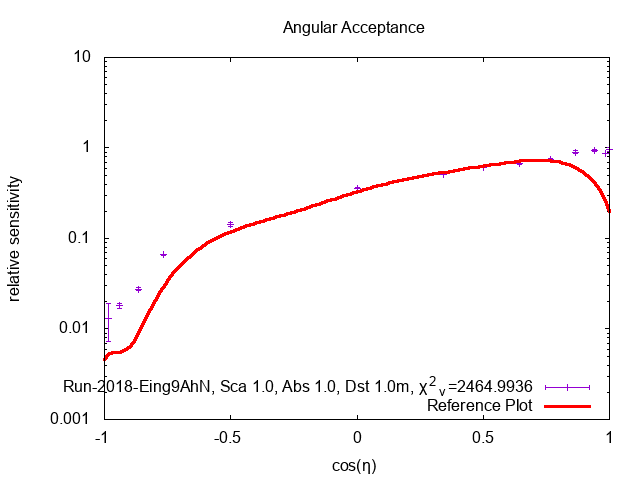 Angular Acceptance
10
1
0.1
0.01
0.001
relative sensitivity
Run-2018-Eing9AhN, Sca 1.0, Abs 1.0, Dst 1.0m, χ²ᵥ=2464.9936
Reference Plot
-1 -0.5 0 0.5 1
cos(η)